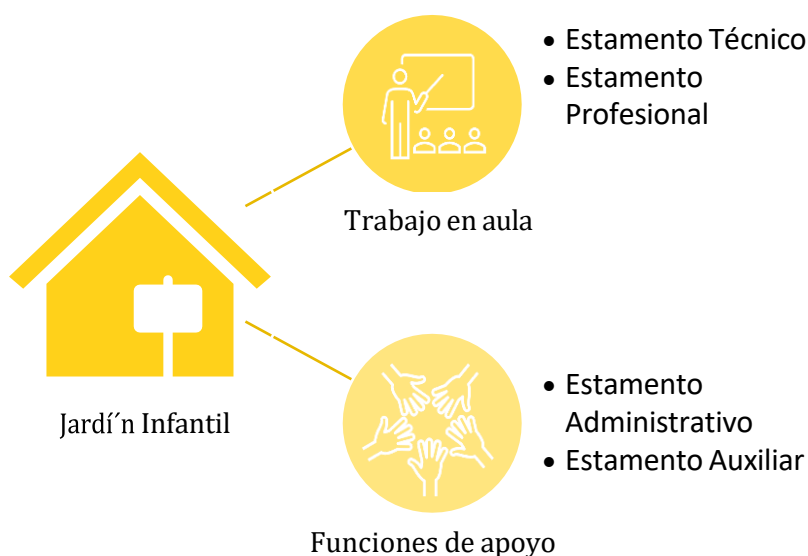 • Estamento Técnico
• Estamento
Profesional
Trabajo en aula
Jardí´n Infantil
• Estamento
Administrativo
• Estamento Auxiliar
Funciones de apoyo